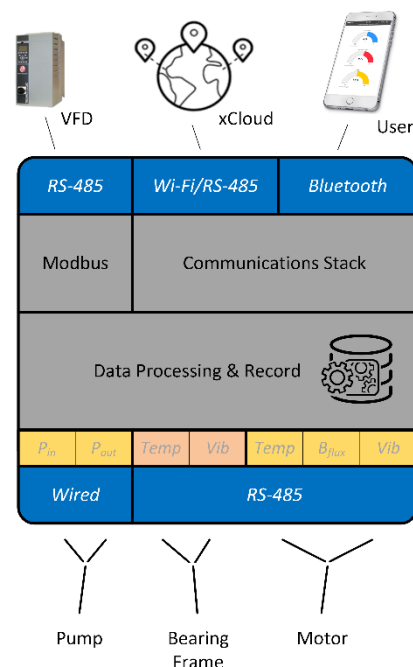 VFD
xCloud
User
RS-485
Wi-Fi/RS-485
Bluetooth
Modbus
Communications Stack
Data Processing & Record
Pin
Pout
Temp
Vib
Temp
Bflux
Vib
Wired
RS-485
Pump
Bearing
Frame
Motor